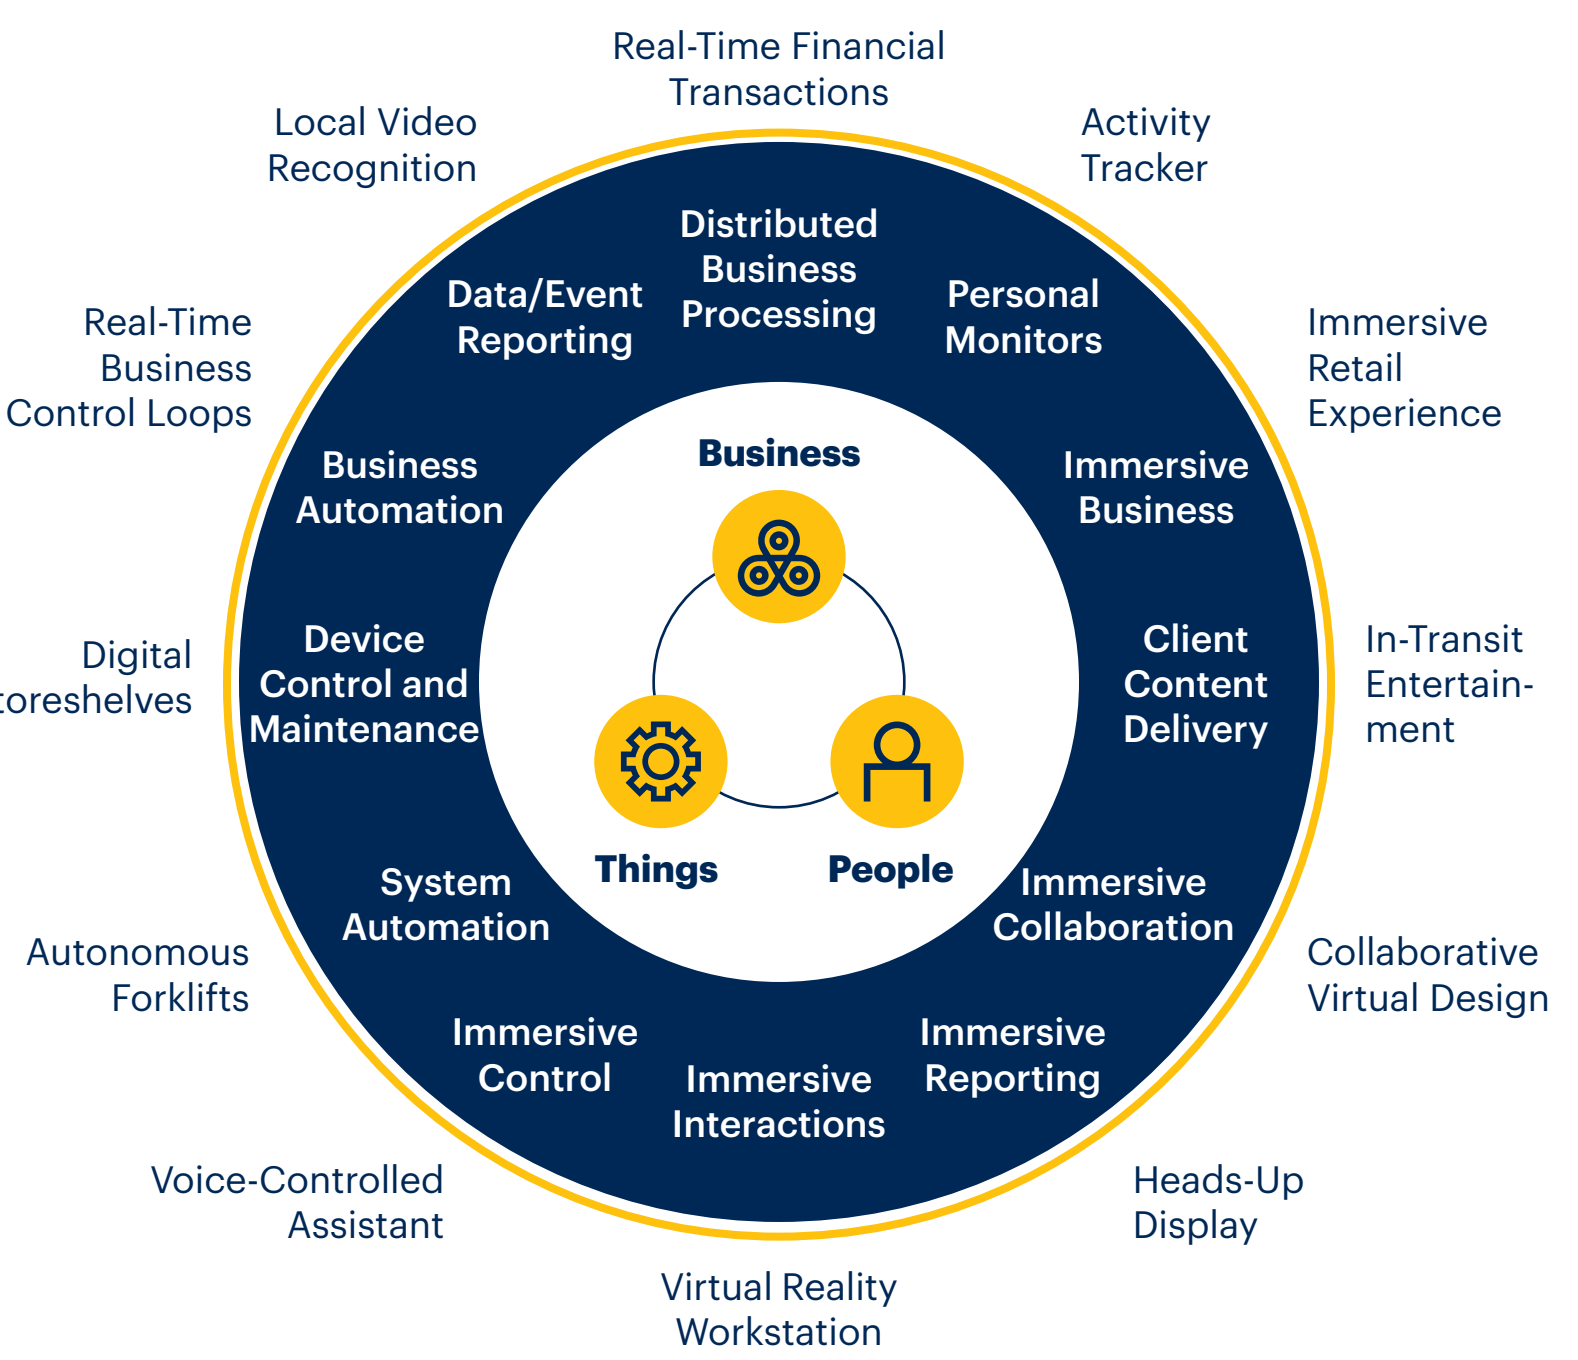 Real-Time Financial
Transactions
Local Video
Recognition
Activity
Tracker
Distributed
Business
Processing
Data/Event
Reporting
Personal
Monitors
Real-Time
Business
Control Loops
Immersive
Retail
Experience
Business
Automation
Business
Immersive
Business
Digital
toreshelves
Device
Control and
Maintenance
Client
Content
Delivery
In-Transit
Entertain-
ment
Things
People
System
Automation
Immersive
Collaboration
Autonomous
Forklifts
Collaborative
Virtual Design
Immersive
Control
Immersive
Interactions
Immersive
Reporting
Voice-Controlled
Assistant
Heads-Up
Display
Virtual Reality
Workstation